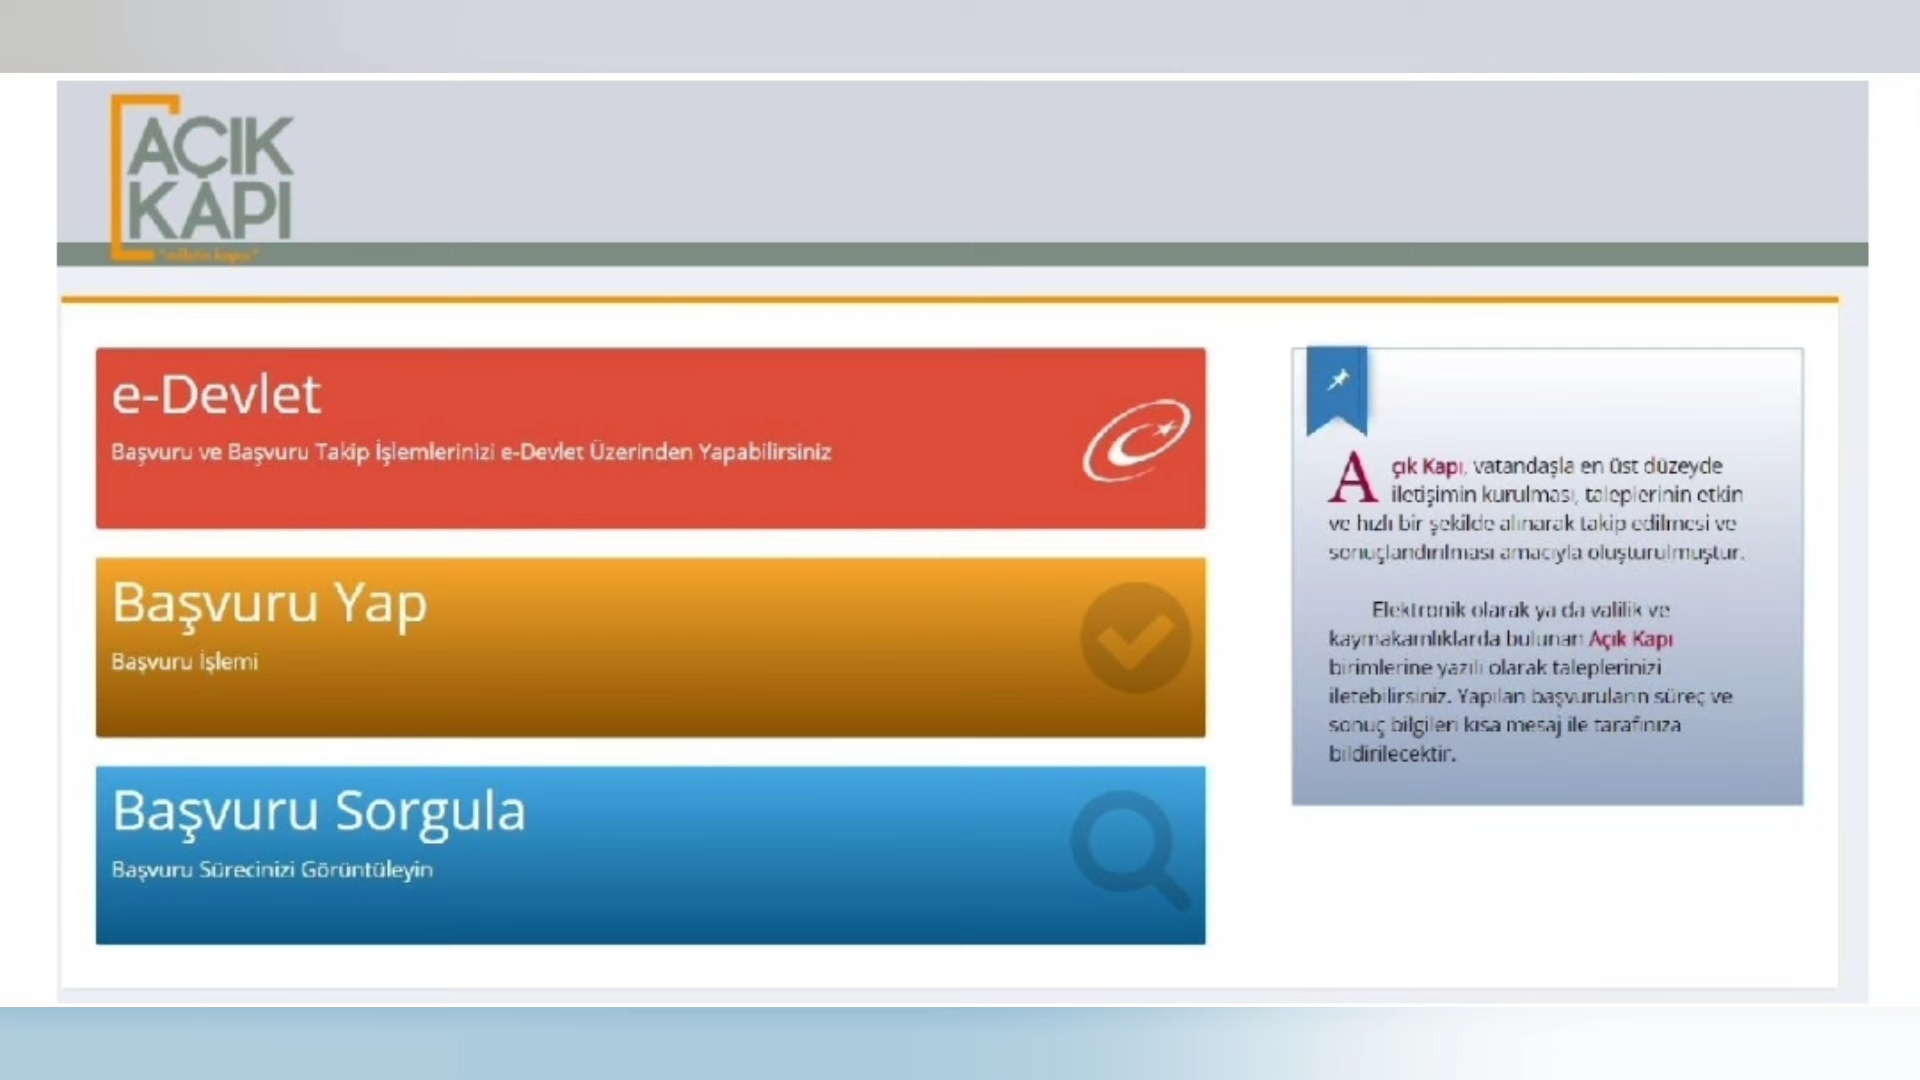 AÇIK
KAPI
"milletin kapısı"
e-Devlet
Başvuru ve Başvuru Takip İşlemlerinizi e-Devlet Üzerinden Yapabilirsiniz
Başvuru Yap
Başvuru İşlemi
Başvuru Sorgula
Başvuru Sürecinizi Görüntüleyin
Açık Kapı, vatandaşla en üst düzeyde
iletişimin kurulması, taleplerinin etkin
ve hızlı bir şekilde alınarak takip edilmesi ve
sonuçlandırılması amacıyla oluşturulmuştur.
Elektronik olarak ya da valilik ve
kaymakamlıklarda bulunan Açık Kapı
birimlerine yazılı olarak taleplerinizi
iletebilirsiniz. Yapılan başvuruların süreç ve
sonuç bilgileri kısa mesaj ile tarafınıza
bildirilecektir.